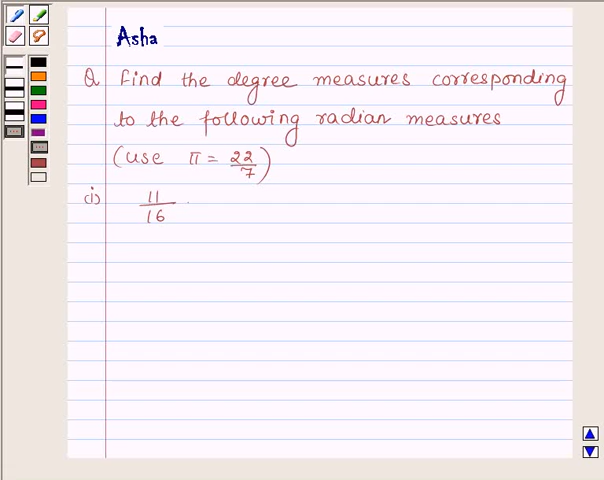 Asha
Q Find the degree measures corresponding
to the following radian measures
(use π = 22/7)
(i) 11/16